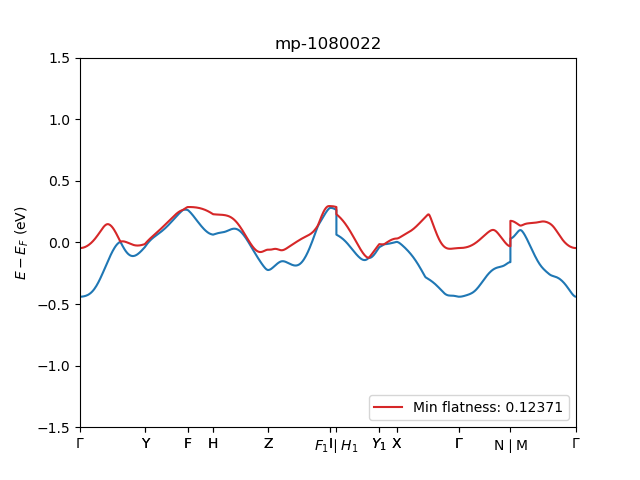 mp-1080022
E − E_F (eV)
1.5
1.0
0.5
0.0
−0.5
−1.0
−1.5
Min flatness: 0.12371
Γ Y F H Z F₁I | H₁ Y₁ X Γ N | M Γ